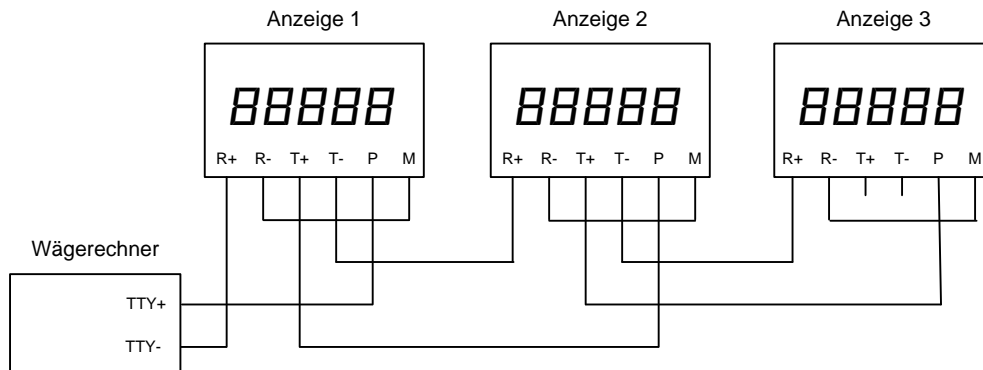 Anzeige 1 Anzeige 2 Anzeige 3
88888 88888 88888
R+ R- T+ T- P M R+ R- T+ T- P M R+ R- T+ T- P M
Wägerechner
TTY+
TTY-